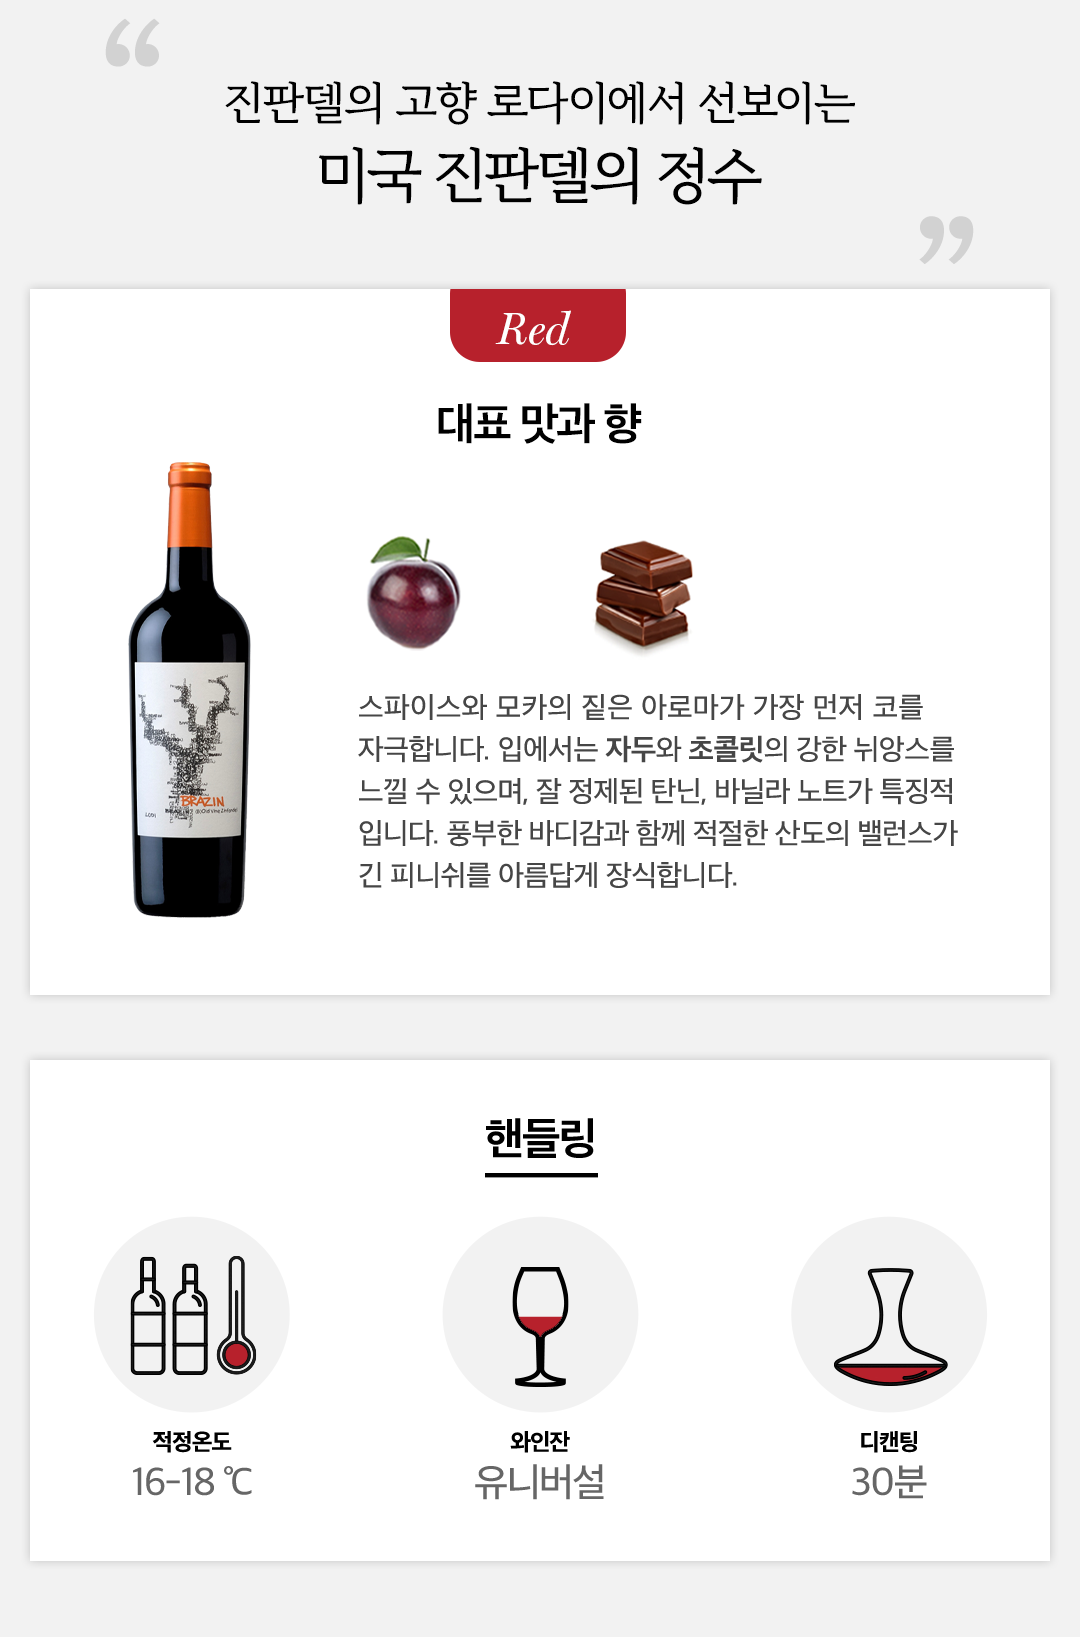 “
진판델의 고향 로다이에서 선보이는
미국 진판델의 정수
”
Red
대표 맛과 향
BRAZIN
스파이스와 모카의 짙은 아로마가 가장 먼저 코를
자극합니다. 입에서는 자두와 초콜릿의 강한 뉘앙스를
느낄 수 있으며, 잘 정제된 탄닌, 바닐라 노트가 특징적
입니다. 풍부한 바디감과 함께 적절한 산도의 밸런스가
긴 피니쉬를 아름답게 장식합니다.
핸들링
적정온도
16-18 ℃
와인잔
유니버설
디캔팅
30분